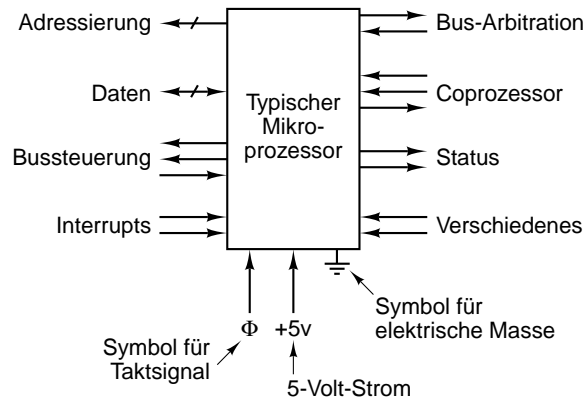 Adressierung
Bus-Arbitration
Daten
Typischer
Mikro-
prozessor
Coprozessor
Bussteuerung
Status
Interrupts
Verschiedenes
Symbol für
elektrische Masse
Φ
+5v
Symbol für
Taktsignal
5-Volt-Strom